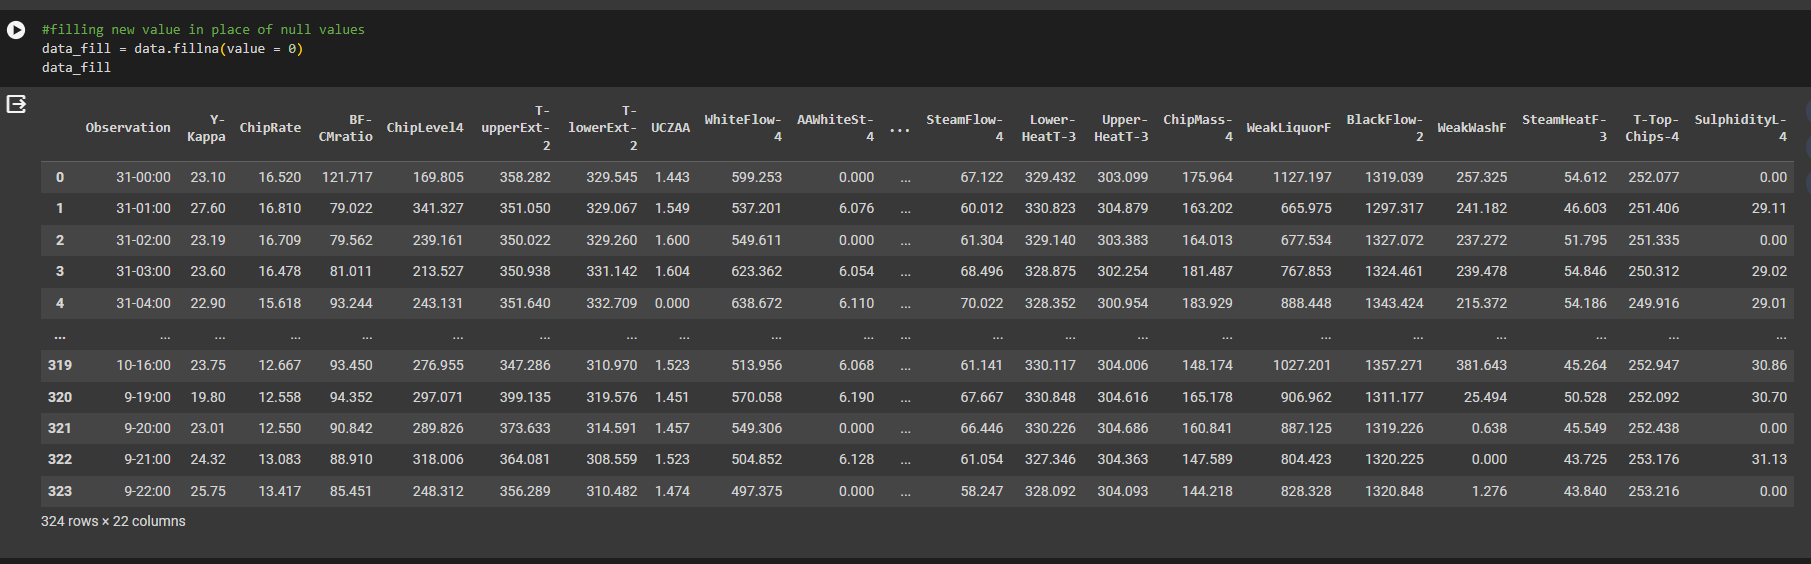 #filling new value in place of null values
data_fill = data.fillna(value = 0)
data_fill
Observation Y-Kappa ChipRate BF-CMratio ChipLevel4 T-upperExt-2 T-lowerExt-2 UCZAA WhiteFlow-4 AAWhiteSt-4 ... SteamFlow-4 Lower-HeatT-3 Upper-HeatT-3 ChipMass-4 WeakLiquorF BlackFlow-2 WeakWashF SteamHeatF-3 T-Top-Chips-4 SulphidityL-4
0 31-00:00 23.10 16.520 121.717 169.805 358.282 329.545 1.443 599.253 0.000 ... 67.122 329.432 303.099 175.964 1127.197 1319.039 257.325 54.612 252.077 0.00
1 31-01:00 27.60 16.810 79.022 341.327 351.050 329.067 1.549 537.201 6.076 ... 60.012 330.823 304.879 163.202 665.975 1297.317 241.182 46.603 251.406 29.11
2 31-02:00 23.19 16.709 79.562 239.161 350.022 329.260 1.600 549.611 0.000 ... 61.304 329.140 303.383 164.013 677.534 1327.072 237.272 51.795 251.335 0.00
3 31-03:00 23.60 16.478 81.011 213.527 350.938 331.142 1.604 623.362 6.054 ... 68.496 328.875 302.254 181.487 767.853 1324.461 239.478 54.846 250.312 29.02
4 31-04:00 22.90 15.618 93.244 243.131 351.640 332.709 0.000 638.672 6.110 ... 70.022 328.352 300.954 183.929 888.448 1343.424 215.372 54.186 249.916 29.01
... ... ... ... ... ... ... ... ... ... ... ... ... ... ... ... ... ... ... ... ... ...
319 10-16:00 23.75 12.667 93.450 276.955 347.286 310.970 1.523 513.956 6.068 ... 61.141 330.117 304.006 148.174 1027.201 1357.271 381.643 45.264 252.947 30.86
320 9-19:00 19.80 12.558 94.352 297.071 399.135 319.576 1.451 570.058 6.190 ... 67.667 330.848 304.616 165.178 906.962 1311.177 25.494 50.528 252.092 30.70
321 9-20:00 23.01 12.550 90.842 289.826 373.633 314.591 1.457 549.306 0.000 ... 66.446 330.226 304.686 160.841 887.125 1319.226 0.638 45.549 252.438 0.00
322 9-21:00 24.32 13.083 88.910 318.006 364.081 308.559 1.523 504.852 6.128 ... 61.054 327.346 304.363 147.589 804.423 1320.225 0.000 43.725 253.176 31.13
323 9-22:00 25.75 13.417 85.451 248.312 356.289 310.482 1.474 497.375 0.000 ... 58.247 328.092 304.093 144.218 828.328 1320.848 1.276 43.840 253.216 0.00
324 rows × 22 columns